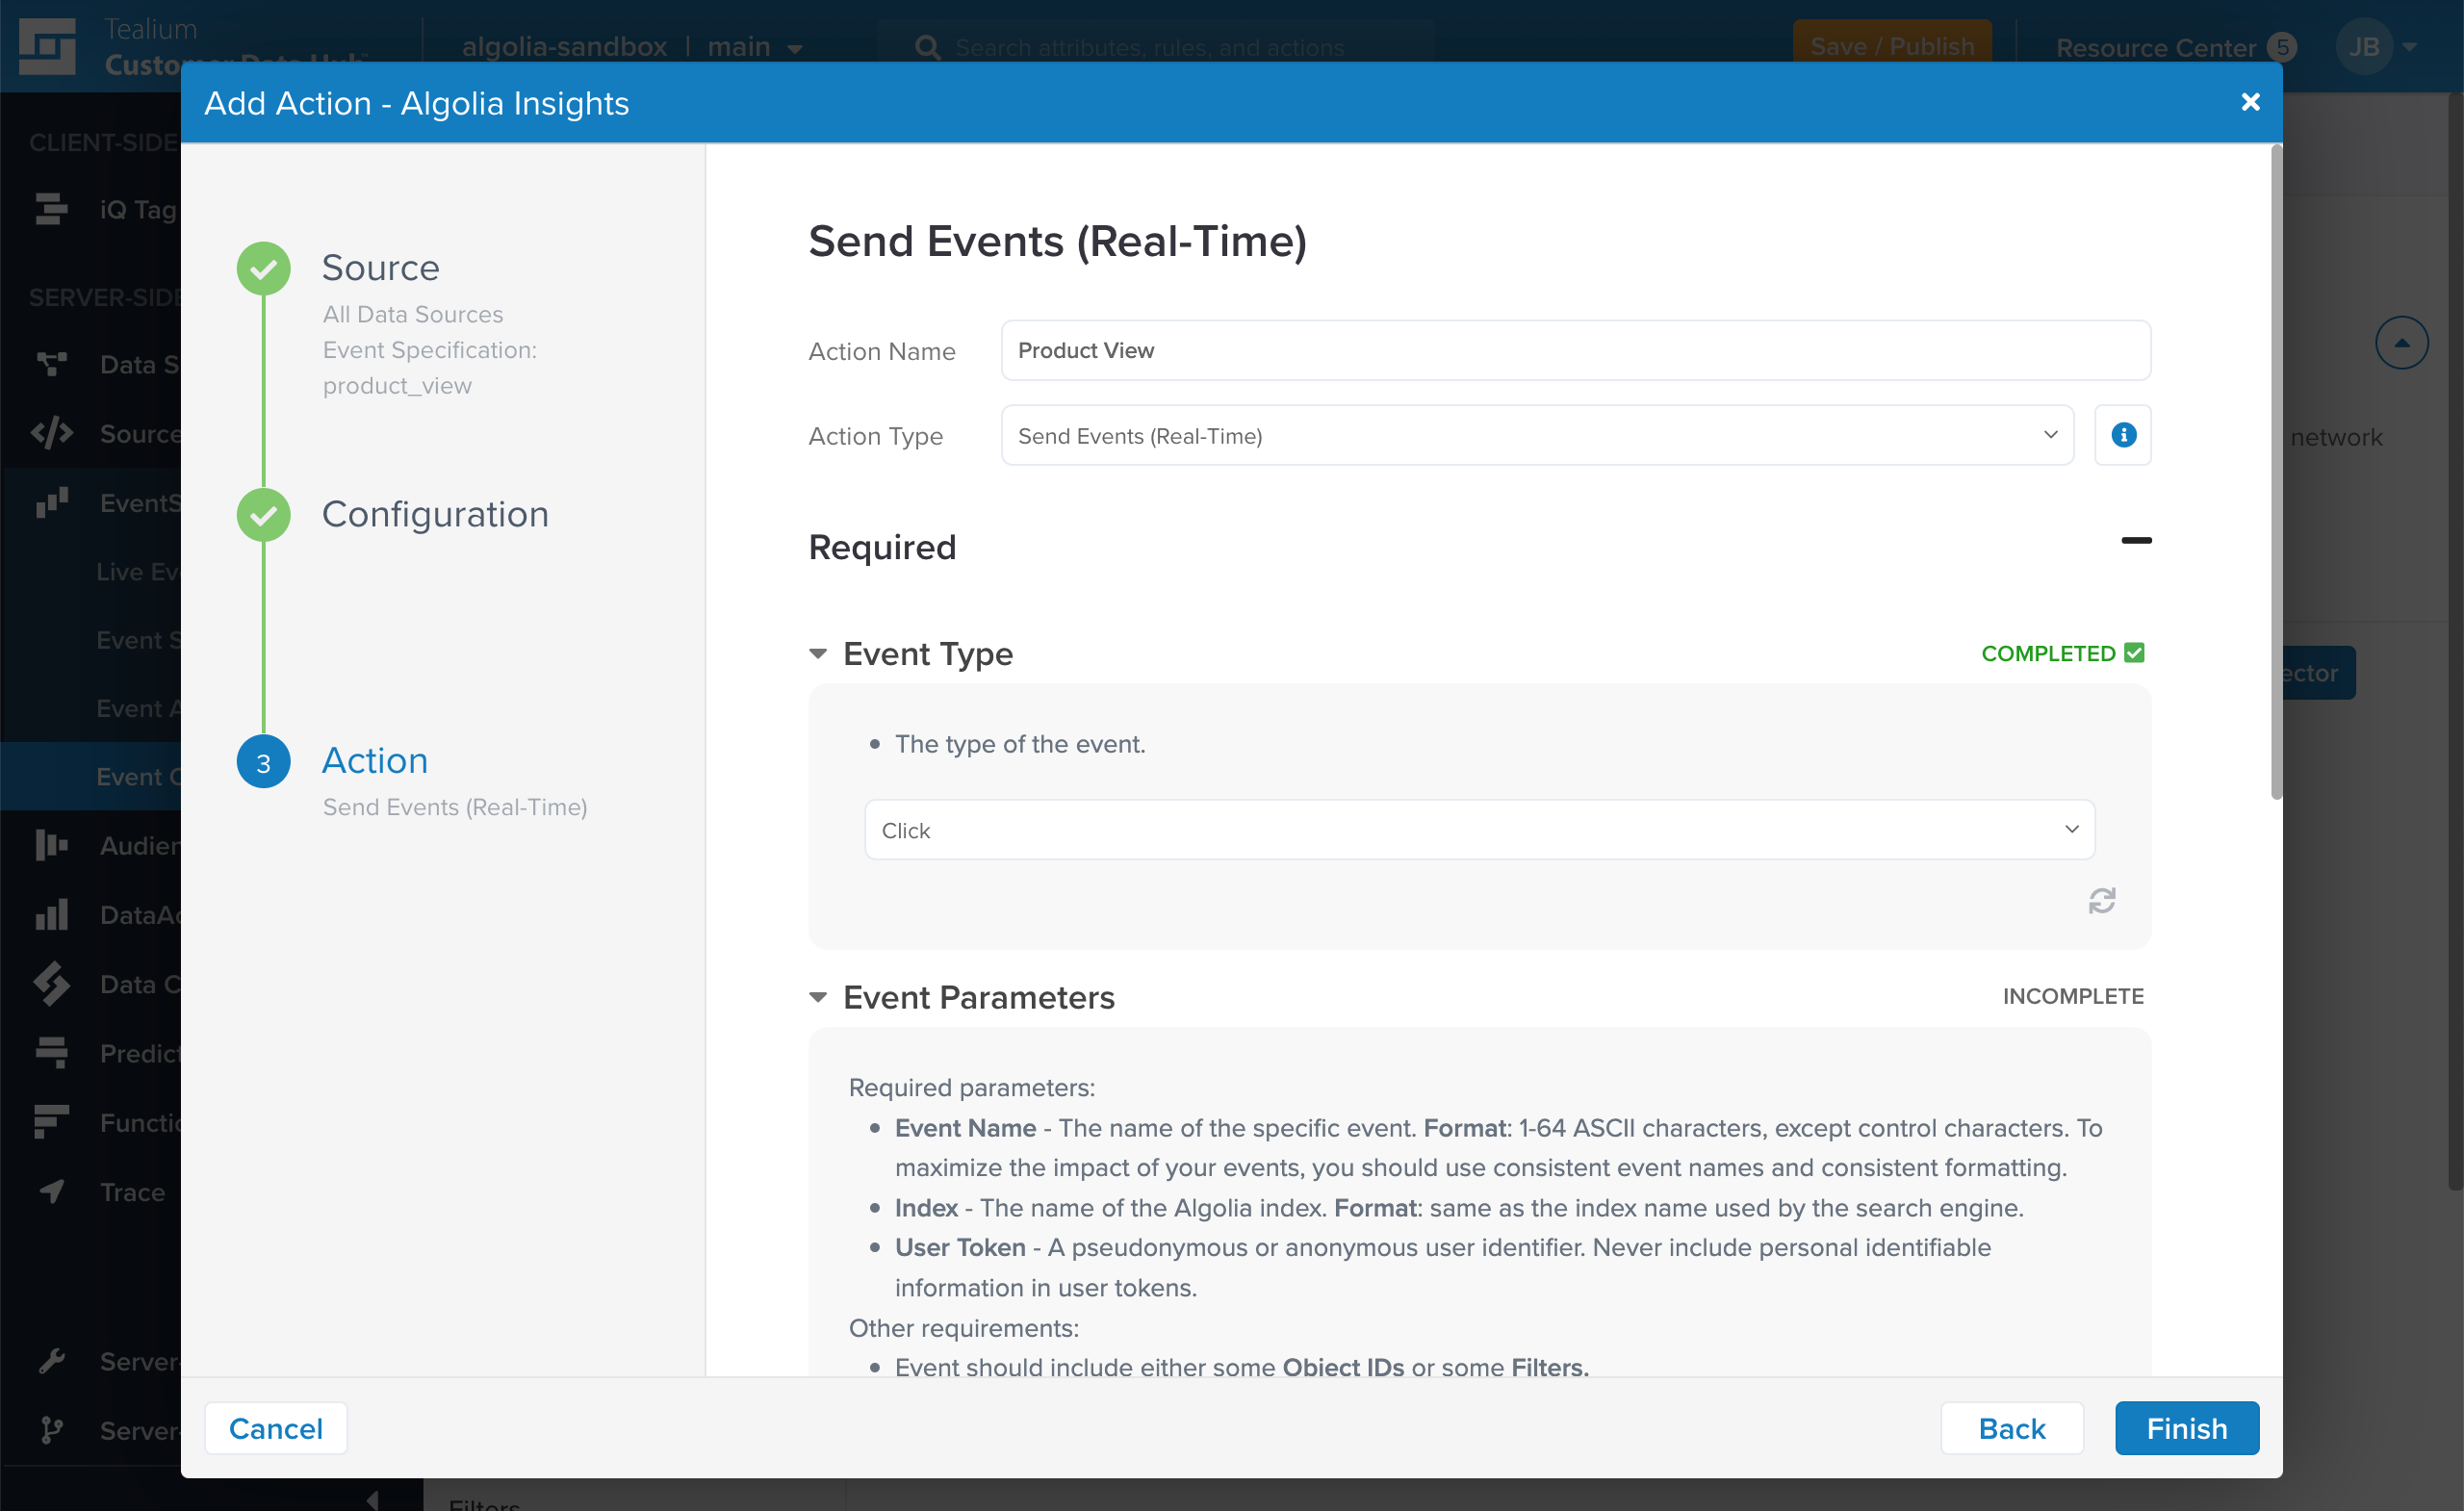 Tealium
Customer Data Hub™
algolia-sandbox | main
Search attributes, rules, and actions
Save / Publish
Resource Center 5
JB
Add Action - Algolia Insights
CLIENT-SIDE
iQ Tag
SERVER-SIDE
Data S
Source
EventS
Live Ev
Event S
Event A
Event C
Audien
DataAc
Data C
Predict
Functio
Trace
Server-
Server-
Source
All Data Sources
Event Specification:
product_view
Configuration
3
Action
Send Events (Real-Time)
Send Events (Real-Time)
Action Name
Product View
Action Type
Send Events (Real-Time)
Required
Event Type
COMPLETED
• The type of the event.
Click
Event Parameters
INCOMPLETE
Required parameters:
• Event Name - The name of the specific event. Format: 1-64 ASCII characters, except control characters. To
maximize the impact of your events, you should use consistent event names and consistent formatting.
• Index - The name of the Algolia index. Format: same as the index name used by the search engine.
• User Token - A pseudonymous or anonymous user identifier. Never include personal identifiable
information in user tokens.
Other requirements:
• Event should include either some Object IDs or some Filters.
network
ector
Cancel
Back
Finish
Filters